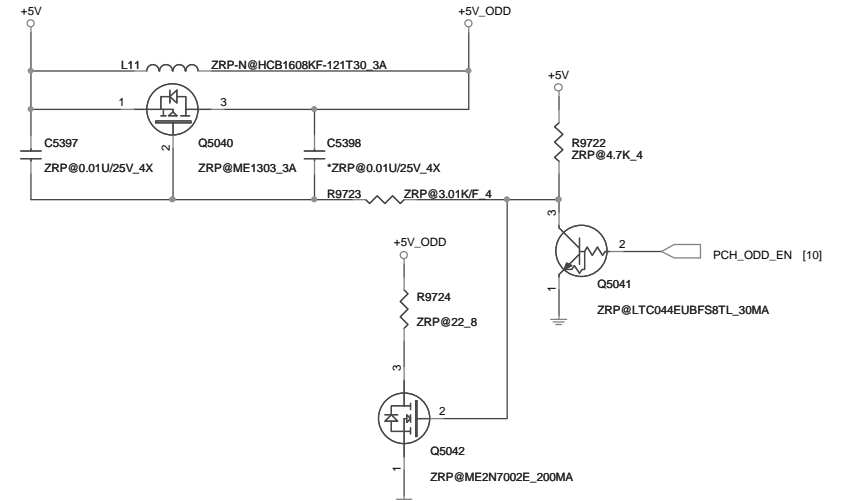 +5V
+5V_ODD
L11 ZRP-N@HCB1608KF-121T30_3A
+5V
1
3
C5397
Q5040
C5398
R9722
ZRP@4.7K_4
2
ZRP@0.01U/25V_4X
ZRP@ME1303_3A
*ZRP@0.01U/25V_4X
R9723 ZRP@3.01K/F_4
3
+5V_ODD
2
PCH_ODD_EN [10]
Q5041
1
R9724
ZRP@LTC044EUBFS8TL_30MA
ZRP@22_8
3
2
Q5042
1
ZRP@ME2N7002E_200MA